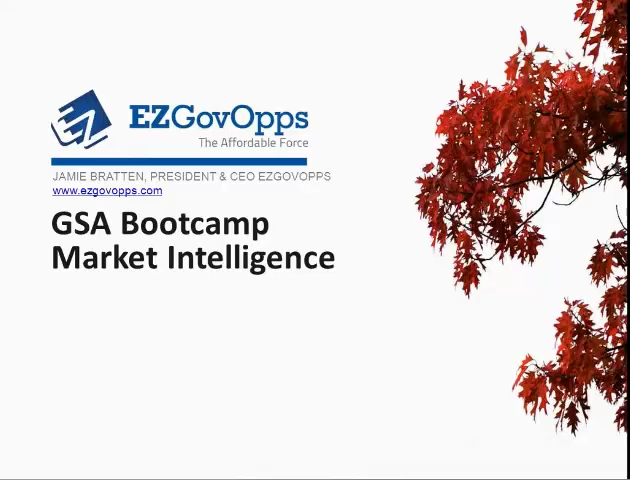 EZGovOpps
The Affordable Force
JAMIE BRATTEN, PRESIDENT & CEO EZGOVOPPS
www.ezgovopps.com
GSA Bootcamp
Market Intelligence